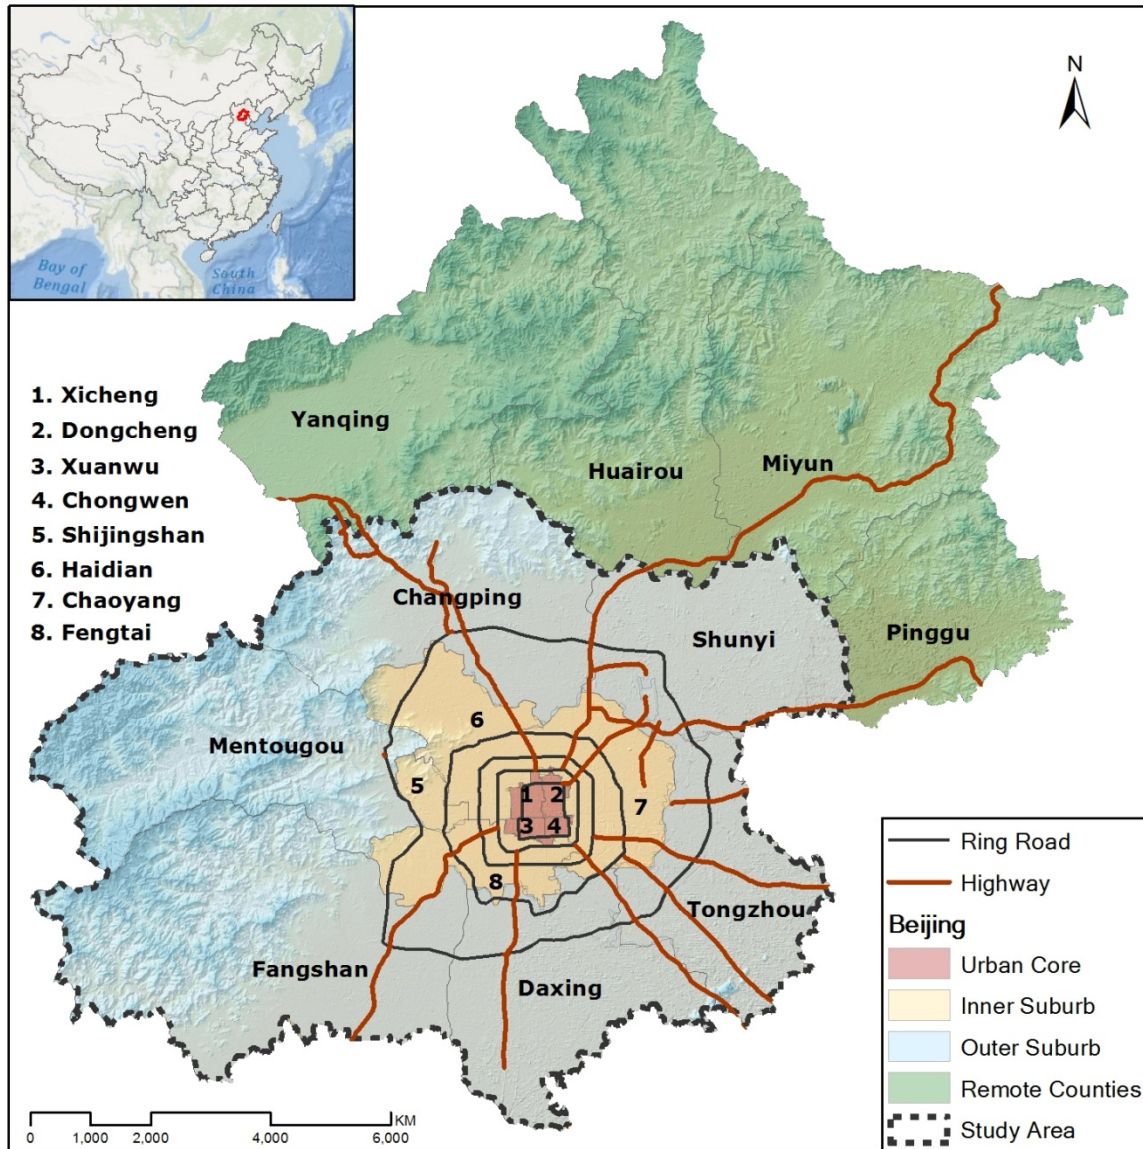 A S I A
Bay of
Bengal
South
China
N
1. Xicheng
2. Dongcheng
3. Xuanwu
4. Chongwen
5. Shijingshan
6. Haidian
7. Chaoyang
8. Fengtai
Yanqing
Huairou
Miyun
Changping
Shunyi
Pinggu
Mentougou
6
5
1
2
7
3
4
8
Tongzhou
Fangshan
Daxing
Ring Road
Highway
Beijing
Urban Core
Inner Suburb
Outer Suburb
Remote Counties
Study Area
KM
0 1,000 2,000 4,000 6,000